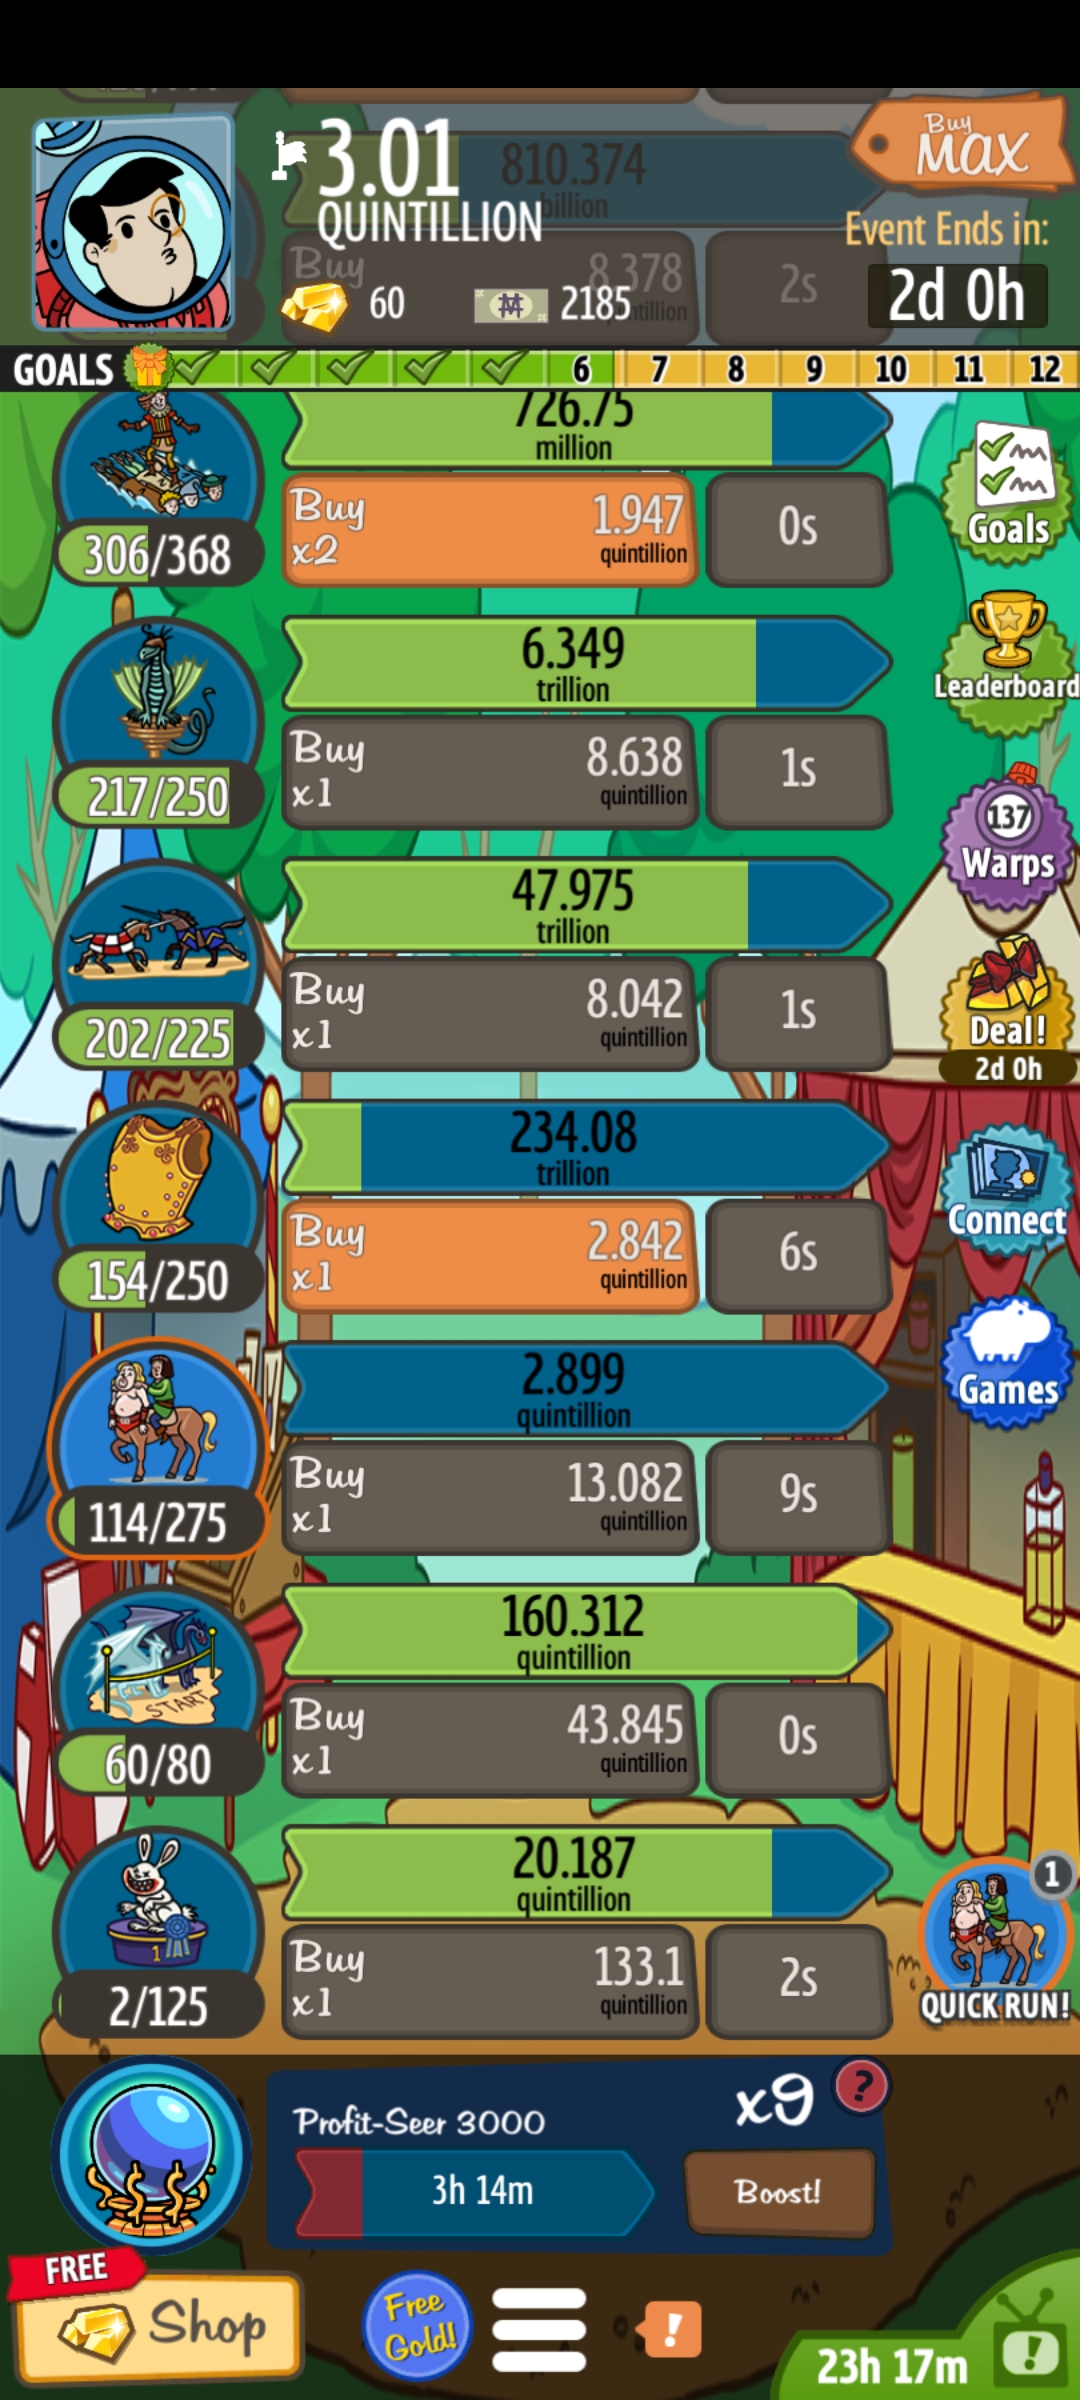 3.01
QUINTILLION
60
2185
810.374
billion
Buy
8.378
2s
Buy
MAX
Event Ends in:
2d 0h
GOALS
6 7 8 9 10 11 12
726.75
million
306/368
Buy
x2
1.947
quintillion
0s
Goals
6.349
trillion
217/250
Buy
x1
8.638
quintillion
1s
Leaderboard
47.975
trillion
202/225
Buy
x1
8.042
quintillion
1s
137
Warps
Deal!
2d 0h
234.08
trillion
154/250
Buy
x1
2.842
quintillion
6s
Connect
2.899
quintillion
114/275
Buy
x1
13.082
quintillion
9s
Games
160.312
quintillion
START
60/80
Buy
x1
43.845
quintillion
0s
20.187
quintillion
1
2/125
Buy
x1
133.1
quintillion
2s
1
QUICK RUN!
Profit-Seer 3000
x9
?
3h 14m
Boost!
FREE
Shop
Free
Gold!
!
23h 17m
!